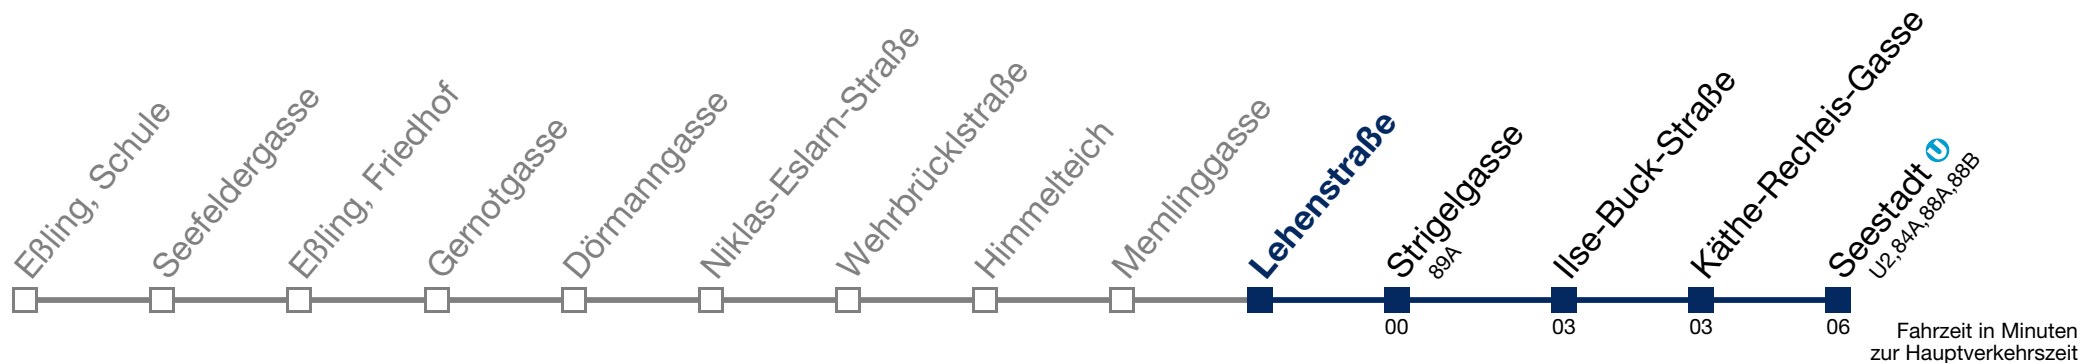 Eßling, Schule
Seefeldergasse
Eßling, Friedhof
Gernotgasse
Dörmanngasse
Niklas-Eslarn-Straße
Wehrbrücklstraße
Himmelteich
Memlinggasse
Lehenstraße
Strigelgasse
89A
Ilse-Buck-Straße
Käthe-Recheis-Gasse
Seestadt U
U2,84A,88A,88B
00
03
03
06
Fahrzeit in Minuten
zur Hauptverkehrszeit